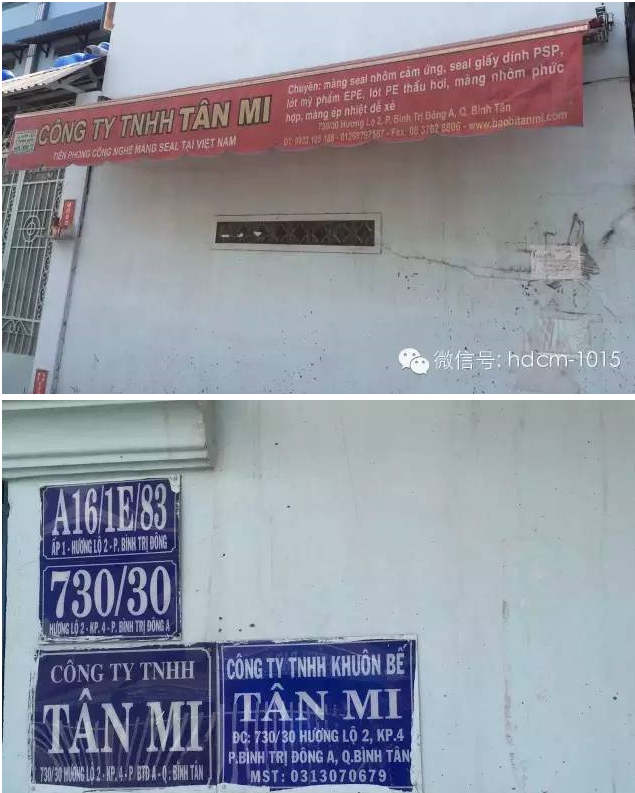 CÔNG TY TNHH TÂN MI
TIÊN PHONG CÔNG NGHỆ MÀNG SEAL TẠI VIỆT NAM
Chuyên: màng seal nhôm cảm ứng, seal giấy dính PSP,
lót mỹ phẩm EPE, lót PE thấu hơi, màng nhôm phức
hợp, màng ép nhiệt dễ xé
730/30 Hương Lộ 2, P. Bình Trị Đông A, Q. Bình Tân
Fax: 08 3762 8806 - www.baobitanmi.com
微信号: hdcm-1015
A16/1E/83
ẤP 1 - HƯƠNG LỘ 2 - P. BÌNH TRỊ ĐÔNG
730/30
HƯƠNG LỘ 2 - KP. 4 - P. BÌNH TRỊ ĐÔNG A
CÔNG TY TNHH
TÂN MI
730/30 HƯƠNG LỘ 2 - KP. 4 - P BTĐ A - Q . BÌNH TÂN
CÔNG TY TNHH KHUÔN BẾ
TÂN MI
ĐC: 730/30 HƯƠNG LỘ 2, KP.4
P.BÌNH TRỊ ĐÔNG A, Q.BÌNH TÂN
MST: 0313070679